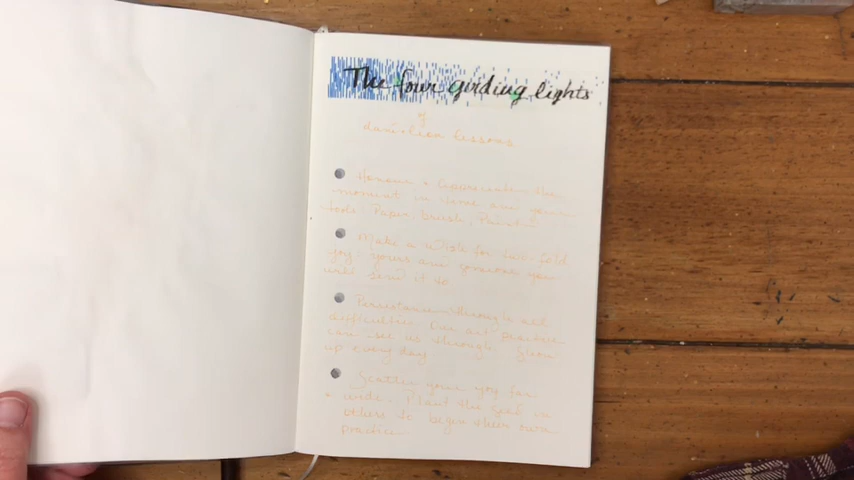 The four guiding lights
of
dandelion Lessons
Honour + appreciate the
moment in time and your
tools. Paper, brush, Paint
Make a wish for two-fold
joy, yours and someone you
will send it to
Persistence through all
difficulties. Our art practice
can see us through. Show
up every day
Scatter your joy far
+ wide. Plant the seed in
others to begin their own
practice